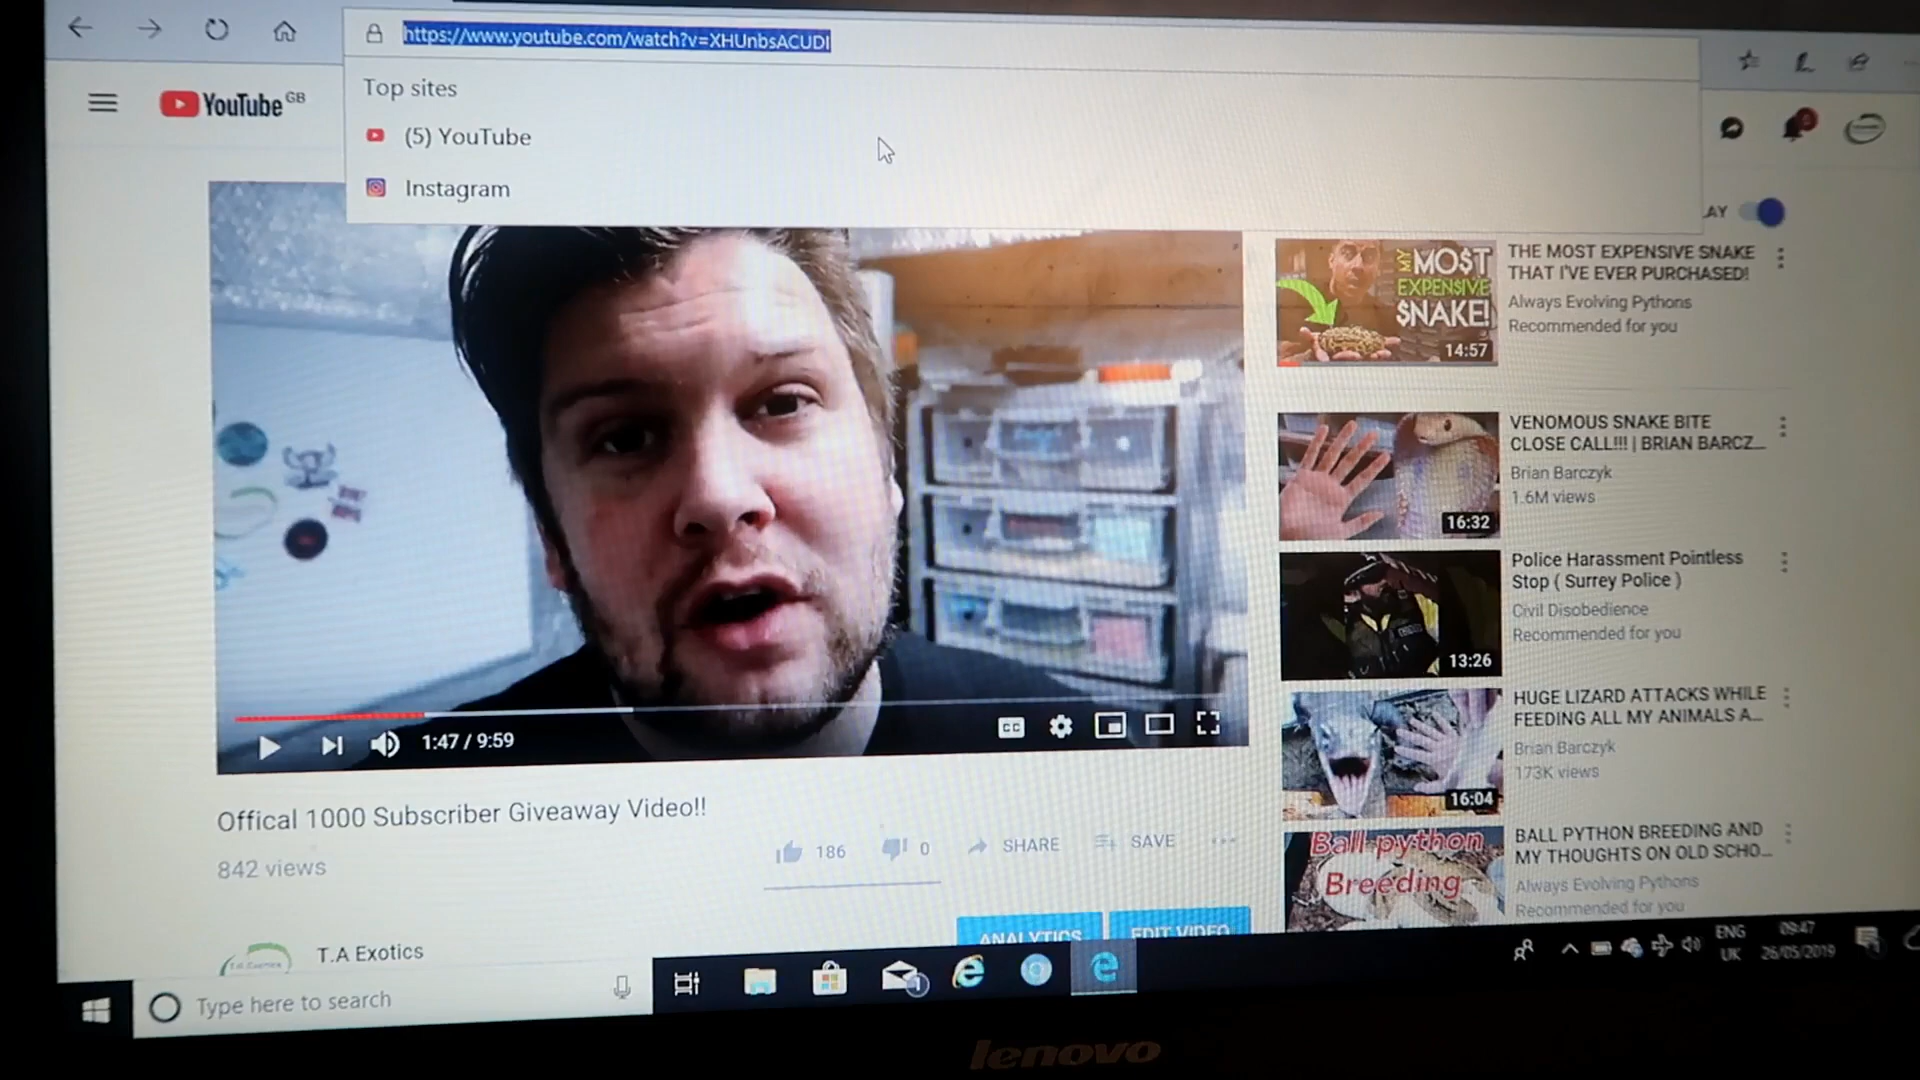 https://www.youtube.com/watch?v=XHUnbsACUDI
Top sites
(5) YouTube
Instagram
YouTube GB
AY
MY MO$T
EXPENSIVE
$NAKE!
14:57
THE MOST EXPENSIVE SNAKE
THAT I'VE EVER PURCHASED!
Always Evolving Pythons
Recommended for you
16:32
VENOMOUS SNAKE BITE
CLOSE CALL!!! | BRIAN BARCZ...
Brian Barczyk
1.6M views
13:26
Police Harassment Pointless
Stop ( Surrey Police )
Civil Disobedience
Recommended for you
16:04
HUGE LIZARD ATTACKS WHILE
FEEDING ALL MY ANIMALS A...
Brian Barczyk
173K views
Ball python
Breeding
BALL PYTHON BREEDING AND
MY THOUGHTS ON OLD SCHO...
Always Evolving Pythons
Recommended for you
1:47 / 9:59
CC
Offical 1000 Subscriber Giveaway Video!!
842 views
186
0
SHARE
SAVE
ANALYTICS
EDIT VIDEO
T.A Exotics
Type here to search
1
ENG
UK
09:47
26/05/2019
lenovo